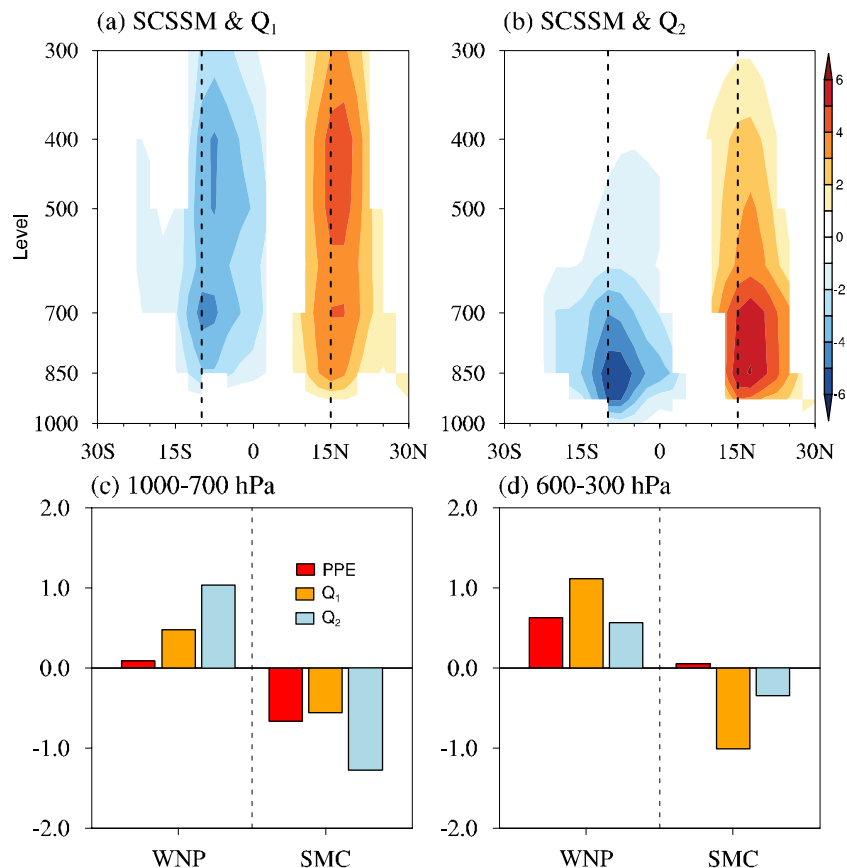 (a) SCSSM & Q₁
(b) SCSSM & Q₂
Level
300
400
500
700
850
1000
30S 15S 0 15N 30N
300
400
500
700
850
1000
30S 15S 0 15N 30N
6
4
2
0
-2
-4
-6
(c) 1000-700 hPa
2.0
1.0
0.0
-1.0
-2.0
PPE
Q₁
Q₂
WNP SMC
(d) 600-300 hPa
2.0
1.0
0.0
-1.0
-2.0
WNP SMC